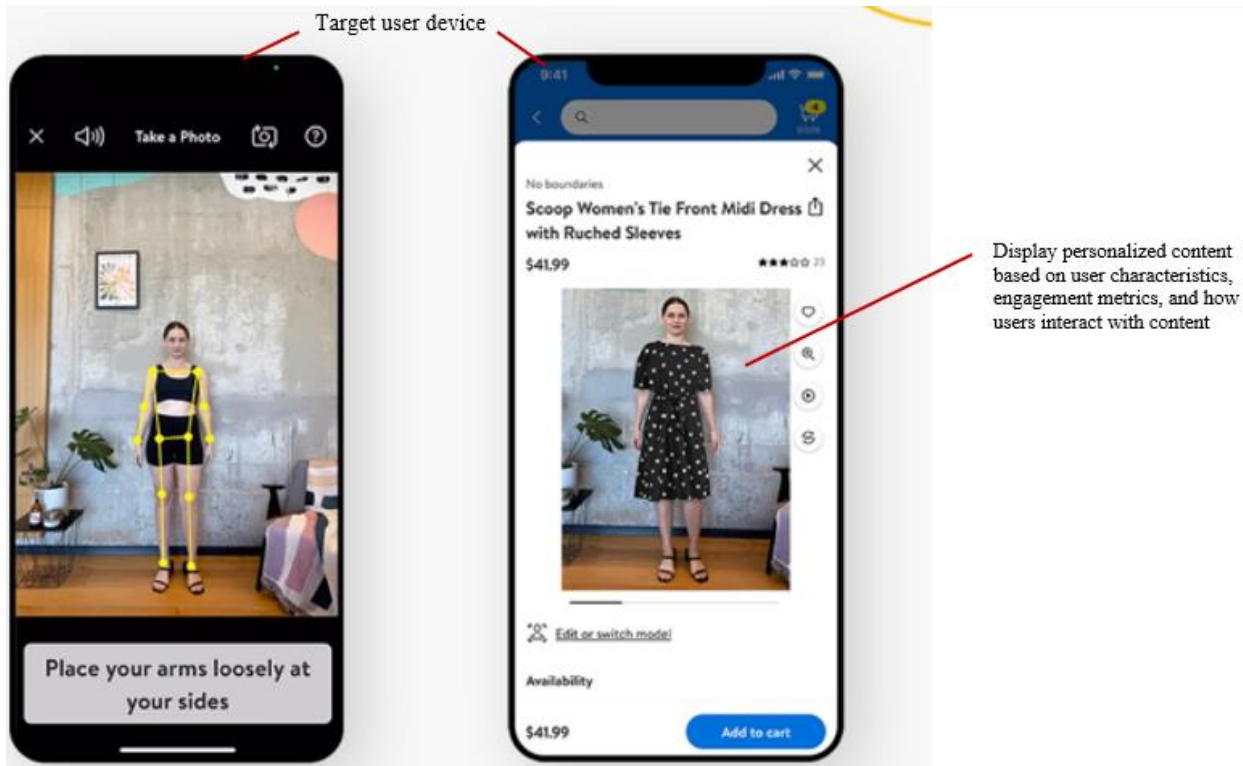 Target user device
Take a Photo
Place your arms loosely at
your sides
9:41
4
No boundaries
Scoop Women's Tie Front Midi Dress
with Ruched Sleeves
$41.99
23
Edit or switch model
Availability
$41.99
Add to cart
Display personalized content
based on user characteristics,
engagement metrics, and how
users interact with content